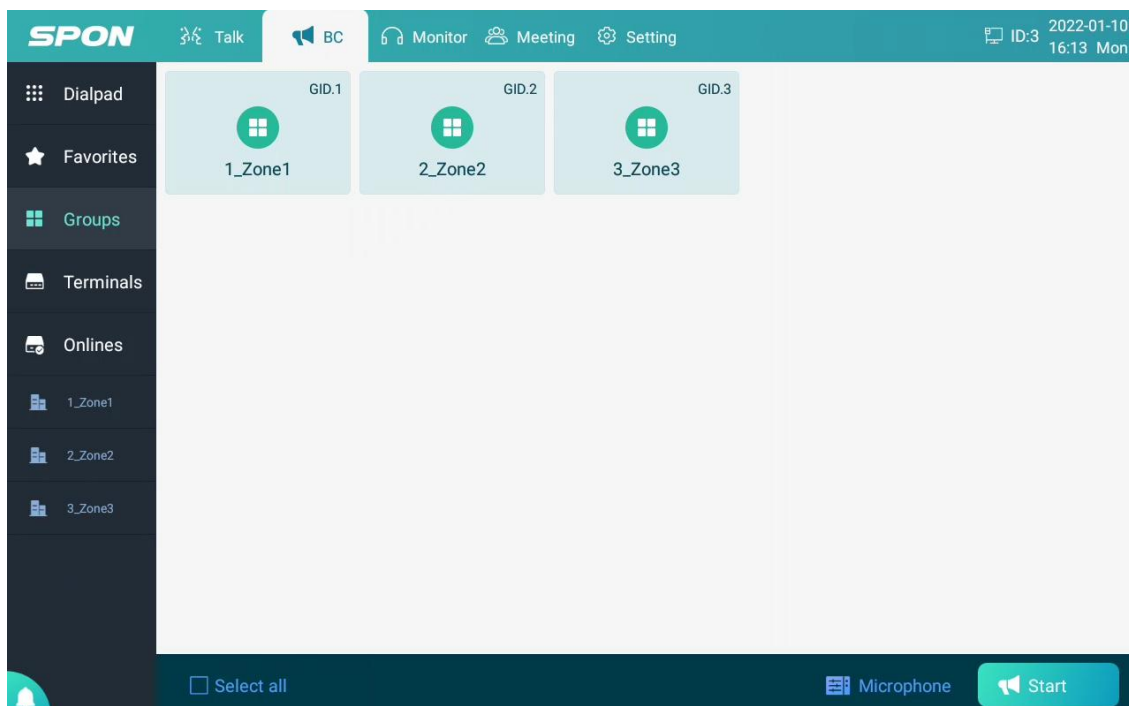 SPON
Talk
BC
Monitor
Meeting
Setting
ID:3
2022-01-10
16:13 Mon
Dialpad
Favorites
Groups
Terminals
Onlines
1_Zone1
2_Zone2
3_Zone3
GID.1
1_Zone1
GID.2
2_Zone2
GID.3
3_Zone3
Select all
Microphone
Start